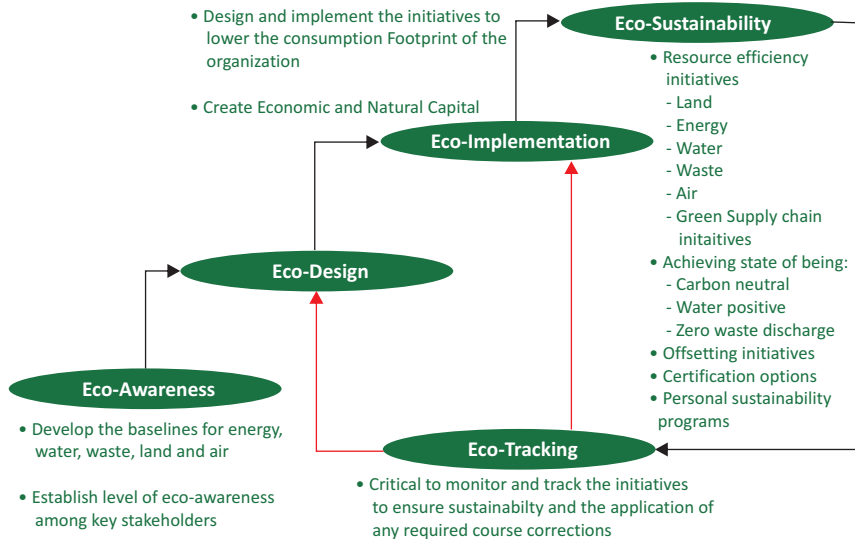 • Design and implement the initiatives to
lower the consumption Footprint of the
organization
• Create Economic and Natural Capital
Eco-Sustainability
• Resource efficiency
initiatives
- Land
- Energy
- Water
- Waste
- Air
- Green Supply chain
initaitives
• Achieving state of being:
- Carbon neutral
- Water positive
- Zero waste discharge
• Offsetting initiatives
• Certification options
• Personal sustainability
programs
Eco-Implementation
Eco-Design
Eco-Awareness
• Develop the baselines for energy,
water, waste, land and air
• Establish level of eco-awareness
among key stakeholders
Eco-Tracking
• Critical to monitor and track the initiatives
to ensure sustainabilty and the application of
any required course corrections